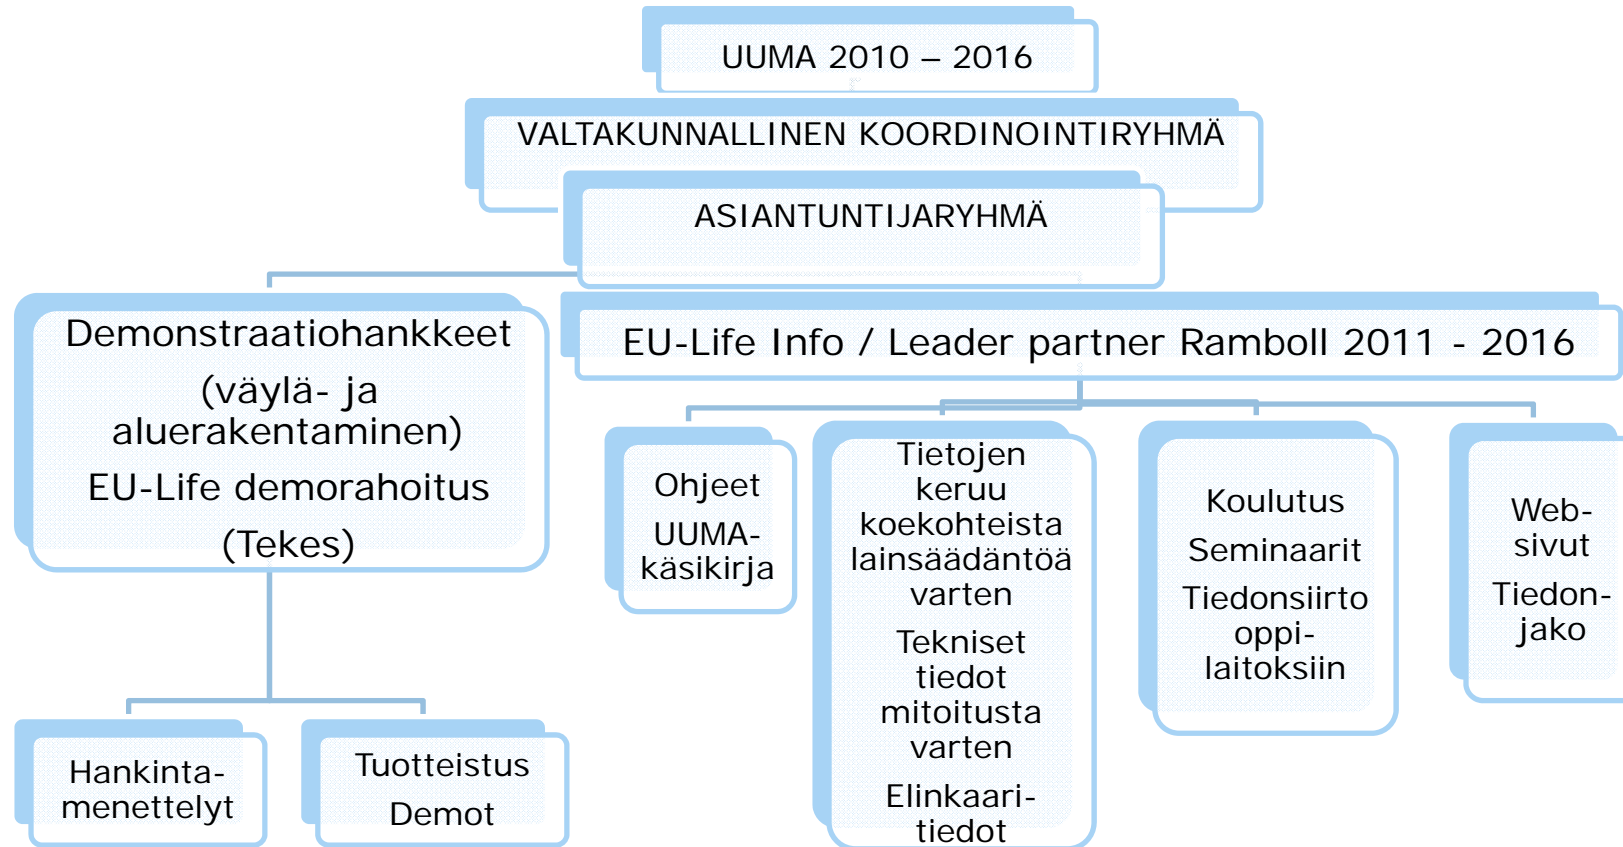 UUMA 2010 – 2016
VALTAKUNNALLINEN KOORDINOINTIRYHMÄ
ASIANTUNTIJARYHMÄ
Demonstraatiohankkeet
(väylä- ja
aluerakentaminen)
EU-Life demorahoitus
(Tekes)
EU-Life Info / Leader partner Ramboll 2011 - 2016
Hankinta-
menettelyt
Tuotteistus
Demot
Ohjeet
UUMA-
käsikirja
Tietojen
keruu
koekohteista
lainsäädäntöä
varten
Tekniset
tiedot
mitoitusta
varten
Elinkaari-
tiedot
Koulutus
Seminaarit
Tiedonsiirto
oppi-
laitoksiin
Web-
sivut
Tiedon-
jako